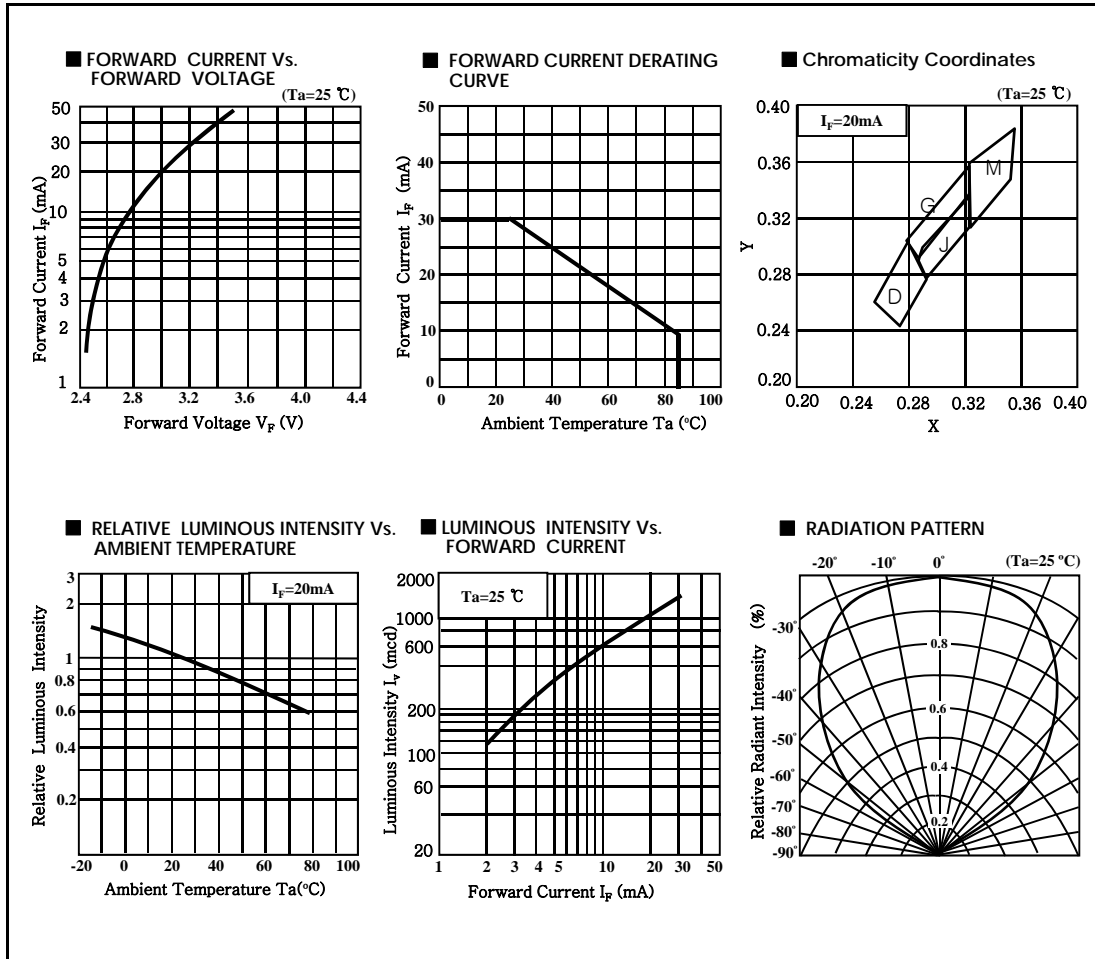 ■ FORWARD CURRENT Vs.
FORWARD VOLTAGE
(Ta=25 ℃)
50
30
20
10
5
4
3
2
1
Forward Current I_F (mA)
2.4 2.8 3.2 3.6 4.0 4.4
Forward Voltage V_F (V)
■ FORWARD CURRENT DERATING
CURVE
50
40
30
20
10
0
Forward Current I_F (mA)
0 20 40 60 80 100
Ambient Temperature Ta (°C)
■ Chromaticity Coordinates
(Ta=25 ℃)
I_F=20mA
0.40
0.36
0.32
0.28
0.24
0.20
Y
M
G
J
D
0.20 0.24 0.28 0.32 0.36 0.40
X
■ RELATIVE LUMINOUS INTENSITY Vs.
AMBIENT TEMPERATURE
I_F=20mA
3
2
1
0.8
0.6
0.4
0.2
Relative Luminous Intensity
-20 0 20 40 60 80 100
Ambient Temperature Ta(°C)
■ LUMINOUS INTENSITY Vs.
FORWARD CURRENT
Ta=25 ℃
2000
1000
600
200
100
60
20
Luminous Intensity I_v (mcd)
1 2 3 4 5 10 20 30 50
Forward Current I_F (mA)
■ RADIATION PATTERN
-20° -10° 0° (Ta=25 °C)
-30°
-40°
-50°
-60°
-70°
-80°
-90°
0.8
0.6
0.4
0.2
Relative Radiant Intensity (%)